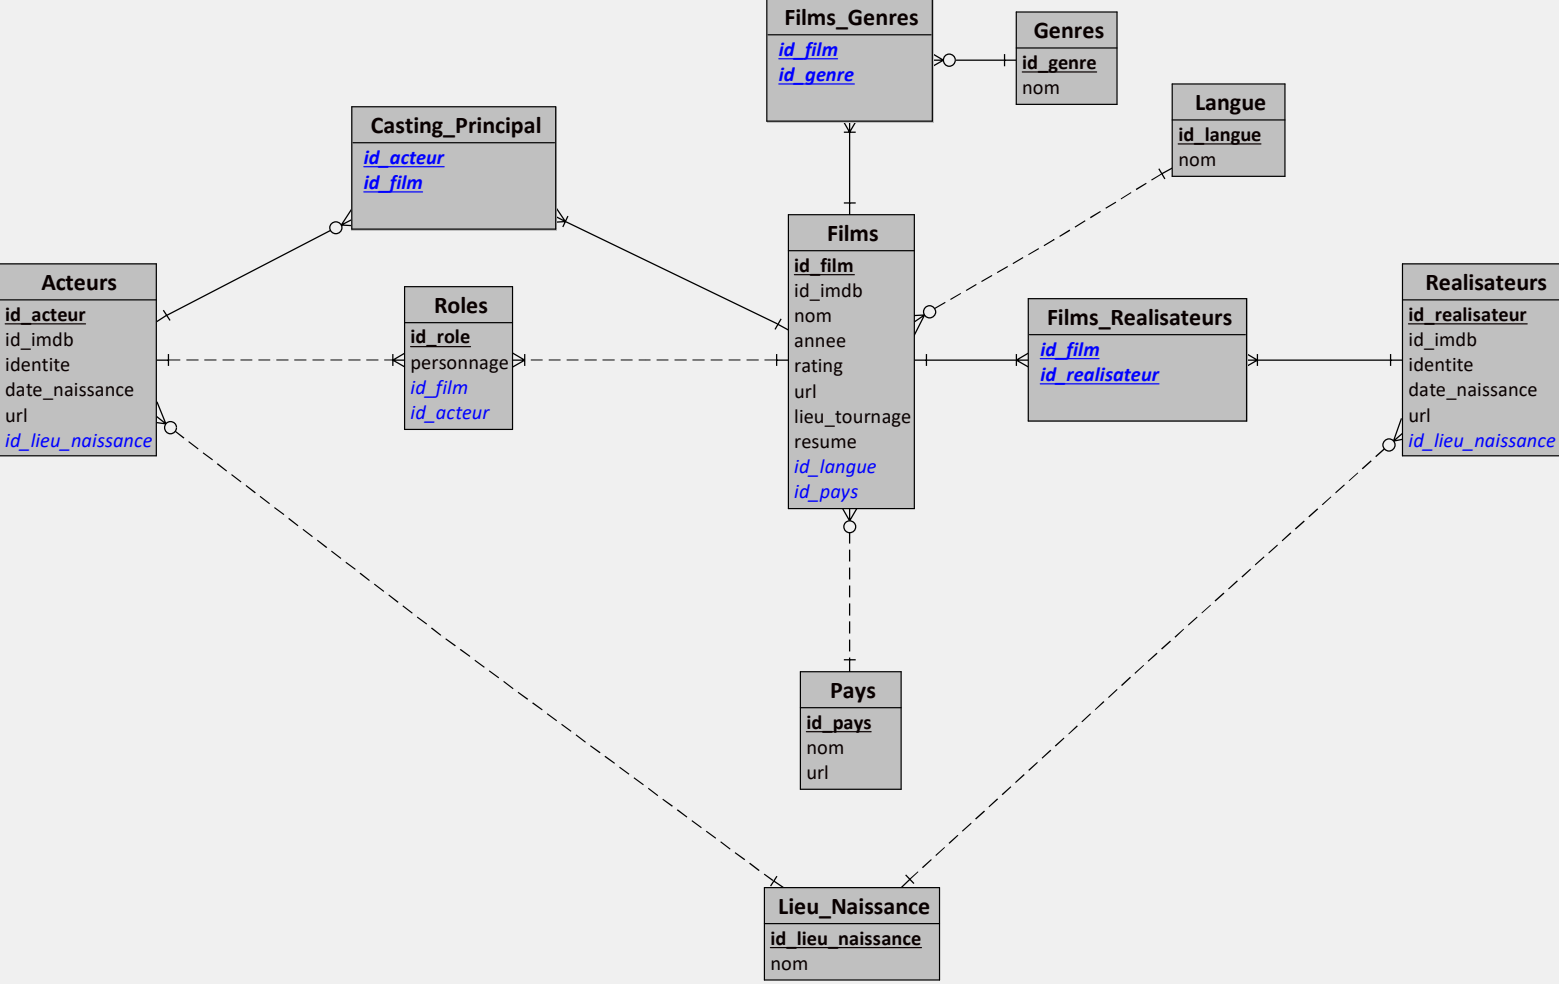 Films_Genres
id_film
id_genre
Genres
id_genre
nom
Langue
id_langue
nom
Casting_Principal
id_acteur
id_film
Films
id_film
id_imdb
nom
annee
rating
url
lieu_tournage
resume
id_langue
id_pays
Acteurs
id_acteur
id_imdb
identite
date_naissance
url
id_lieu_naissance
Roles
id_role
personnage
id_film
id_acteur
Films_Realisateurs
id_film
id_realisateur
Realisateurs
id_realisateur
id_imdb
identite
date_naissance
url
id_lieu_naissance
Pays
id_pays
nom
url
Lieu_Naissance
id_lieu_naissance
nom